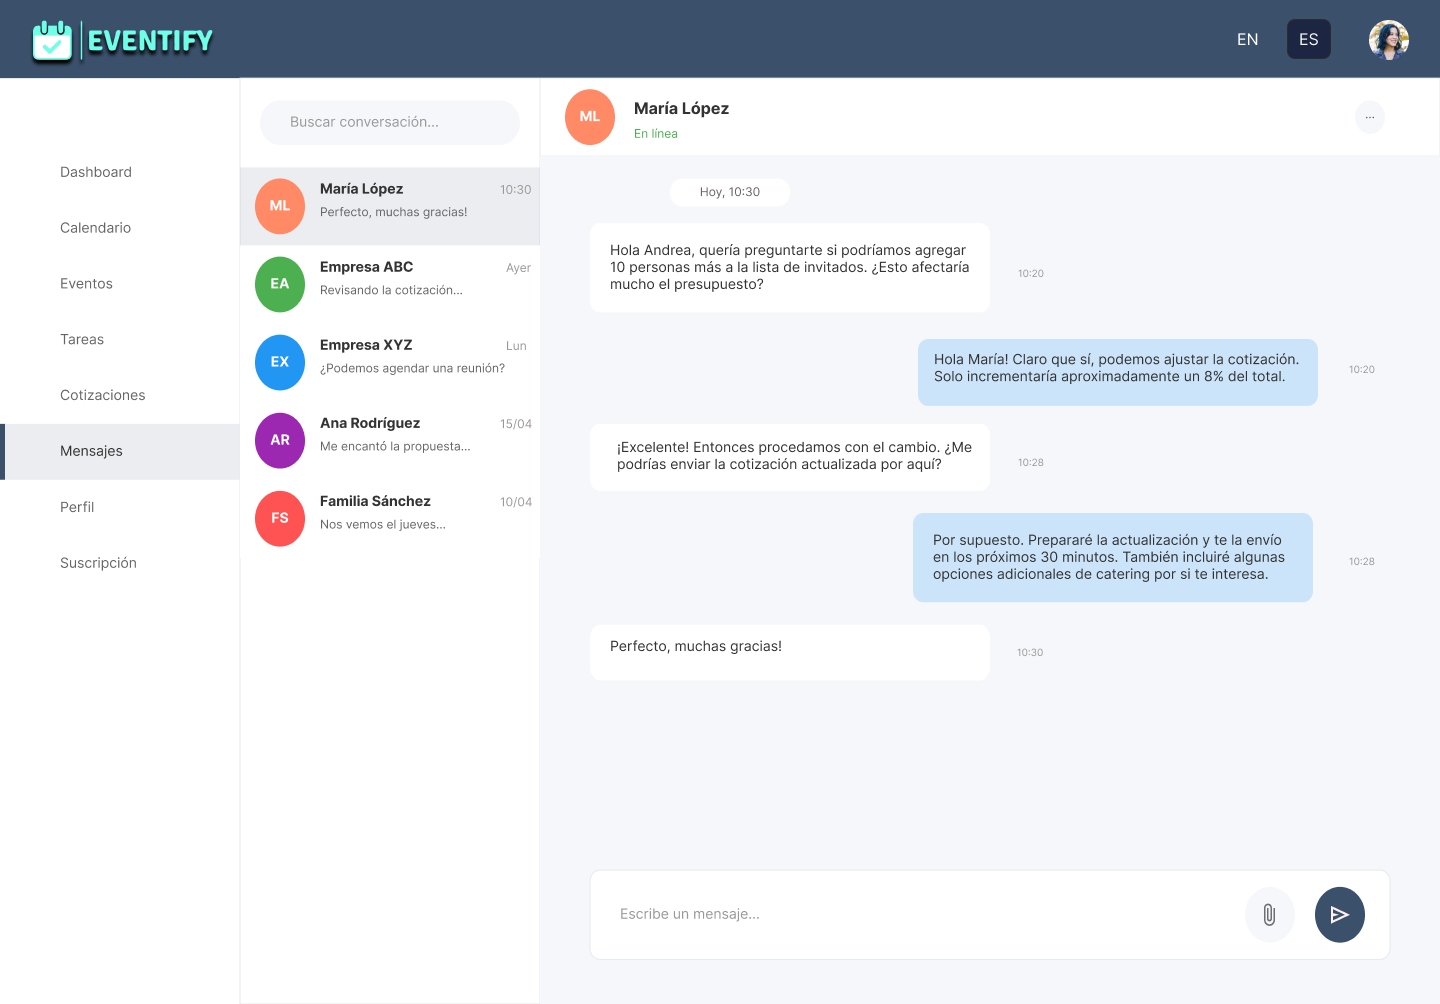 EVENTIFY
EN
ES
Dashboard
Calendario
Eventos
Tareas
Cotizaciones
Mensajes
Perfil
Suscripción
Buscar conversación...
ML
María López
10:30
Perfecto, muchas gracias!
EA
Empresa ABC
Ayer
Revisando la cotización...
EX
Empresa XYZ
Lun
¿Podemos agendar una reunión?
AR
Ana Rodríguez
15/04
Me encantó la propuesta...
FS
Familia Sánchez
10/04
Nos vemos el jueves...
ML
María López
En línea
...
Hoy, 10:30
Hola Andrea, quería preguntarte si podríamos agregar
10 personas más a la lista de invitados. ¿Esto afectaría
mucho el presupuesto?
10:20
Hola María! Claro que sí, podemos ajustar la cotización.
Solo incrementaría aproximadamente un 8% del total.
10:20
¡Excelente! Entonces procedamos con el cambio. ¿Me
podrías enviar la cotización actualizada por aquí?
10:28
Por supuesto. Prepararé la actualización y te la envío
en los próximos 30 minutos. También incluiré algunas
opciones adicionales de catering por si te interesa.
10:28
Perfecto, muchas gracias!
10:30
Escribe un mensaje...